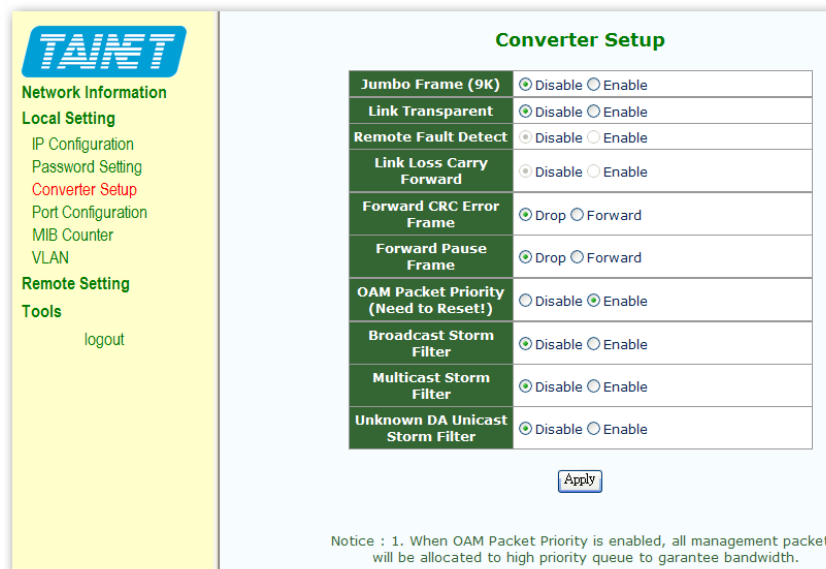 TAINET
Network Information
Local Setting
IP Configuration
Password Setting
Converter Setup
Port Configuration
MIB Counter
VLAN
Remote Setting
Tools
logout
Converter Setup
Jumbo Frame (9K) Disable Enable
Link Transparent Disable Enable
Remote Fault Detect Disable Enable
Link Loss Carry
Forward Disable Enable
Forward CRC Error
Frame Drop Forward
Forward Pause
Frame Drop Forward
OAM Packet Priority
(Need to Reset!) Disable Enable
Broadcast Storm
Filter Disable Enable
Multicast Storm
Filter Disable Enable
Unknown DA Unicast
Storm Filter Disable Enable
Apply
Notice : 1. When OAM Packet Priority is enabled, all management packet
will be allocated to high priority queue to garantee bandwidth.